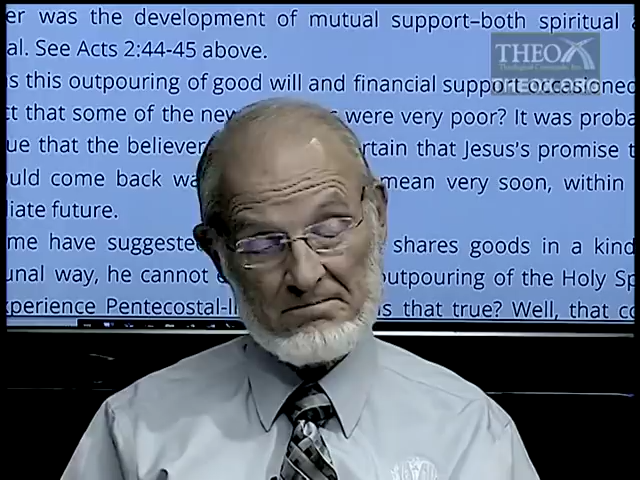 er was the development of mutual support–both spiritual a
al. See Acts 2:44-45 above.
THEO
s this outpouring of good will and financial support occasioned
ct that some of the new were very poor? It was proba
ue that the believer rtain that Jesus's promise t
uld come back wa mean very soon, within
liate future.
me have suggeste shares goods in a kind
unal way, he cannot outpouring of the Holy Sp
xperience Pentecostal-li s that true? Well, that co